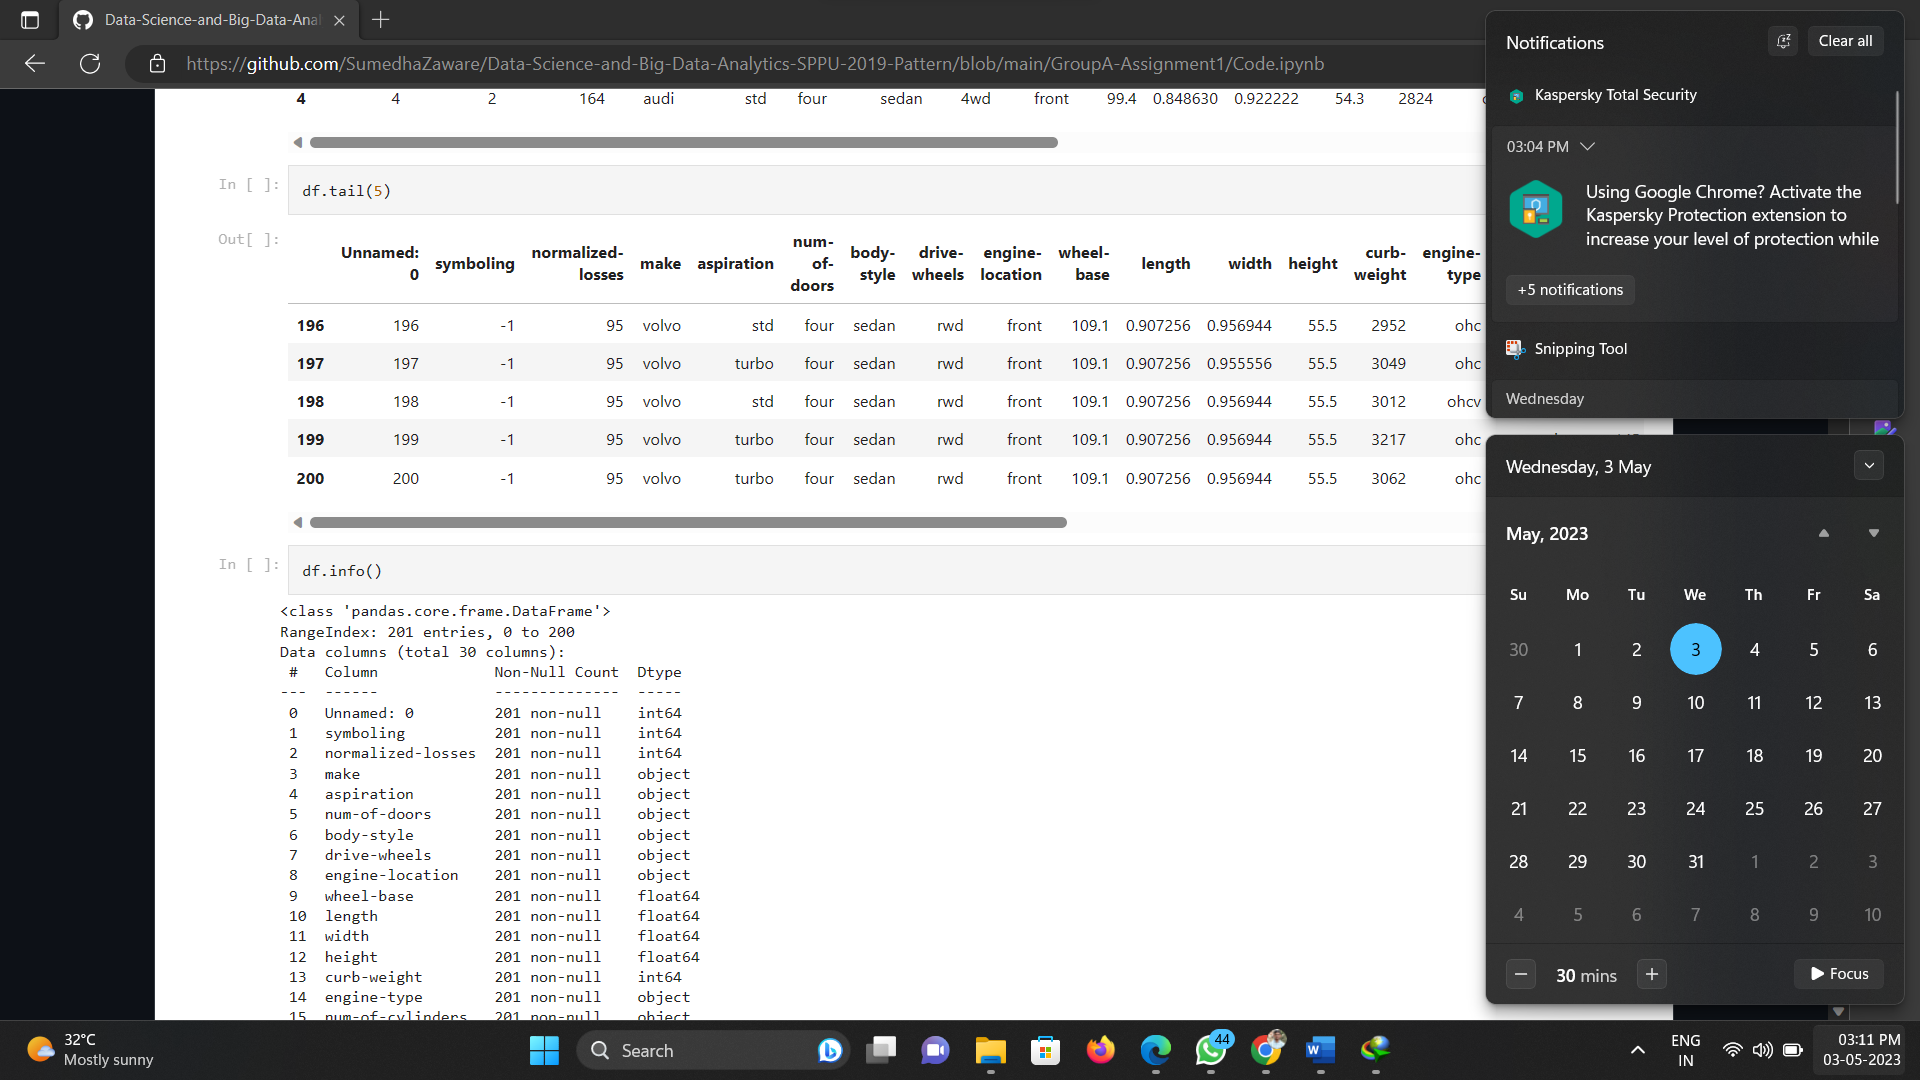 Data-Science-and-Big-Data-Anal
https://github.com/SumedhaZaware/Data-Science-and-Big-Data-Analytics-SPPU-2019-Pattern/blob/main/GroupA-Assignment1/Code.ipynb
4 4 2 164 audi std four sedan 4wd front 99.4 0.848630 0.922222 54.3 2824
In [ ]: df.tail(5)
Out[ ]:
Unnamed: 0 symboling normalized-losses make aspiration num-of-doors body-style drive-wheels engine-location wheel-base length width height curb-weight engine-type
196 196 -1 95 volvo std four sedan rwd front 109.1 0.907256 0.956944 55.5 2952 ohc
197 197 -1 95 volvo turbo four sedan rwd front 109.1 0.907256 0.955556 55.5 3049 ohc
198 198 -1 95 volvo std four sedan rwd front 109.1 0.907256 0.956944 55.5 3012 ohcv
199 199 -1 95 volvo turbo four sedan rwd front 109.1 0.907256 0.956944 55.5 3217 ohc
200 200 -1 95 volvo turbo four sedan rwd front 109.1 0.907256 0.956944 55.5 3062 ohc
In [ ]: df.info()
<class 'pandas.core.frame.DataFrame'>
RangeIndex: 201 entries, 0 to 200
Data columns (total 30 columns):
# Column Non-Null Count Dtype
--- ------ -------------- -----
0 Unnamed: 0 201 non-null int64
1 symboling 201 non-null int64
2 normalized-losses 201 non-null int64
3 make 201 non-null object
4 aspiration 201 non-null object
5 num-of-doors 201 non-null object
6 body-style 201 non-null object
7 drive-wheels 201 non-null object
8 engine-location 201 non-null object
9 wheel-base 201 non-null float64
10 length 201 non-null float64
11 width 201 non-null float64
12 height 201 non-null float64
13 curb-weight 201 non-null int64
14 engine-type 201 non-null object
15 num-of-cylinders 201 non-null object
Notifications
Clear all
Kaspersky Total Security
03:04 PM
Using Google Chrome? Activate the
Kaspersky Protection extension to
increase your level of protection while
+5 notifications
Snipping Tool
Wednesday
Wednesday, 3 May
May, 2023
Su Mo Tu We Th Fr Sa
30 1 2 3 4 5 6
7 8 9 10 11 12 13
14 15 16 17 18 19 20
21 22 23 24 25 26 27
28 29 30 31 1 2 3
4 5 6 7 8 9 10
30 mins
Focus
32°C
Mostly sunny
Search
44
ENG
IN
03:11 PM
03-05-2023